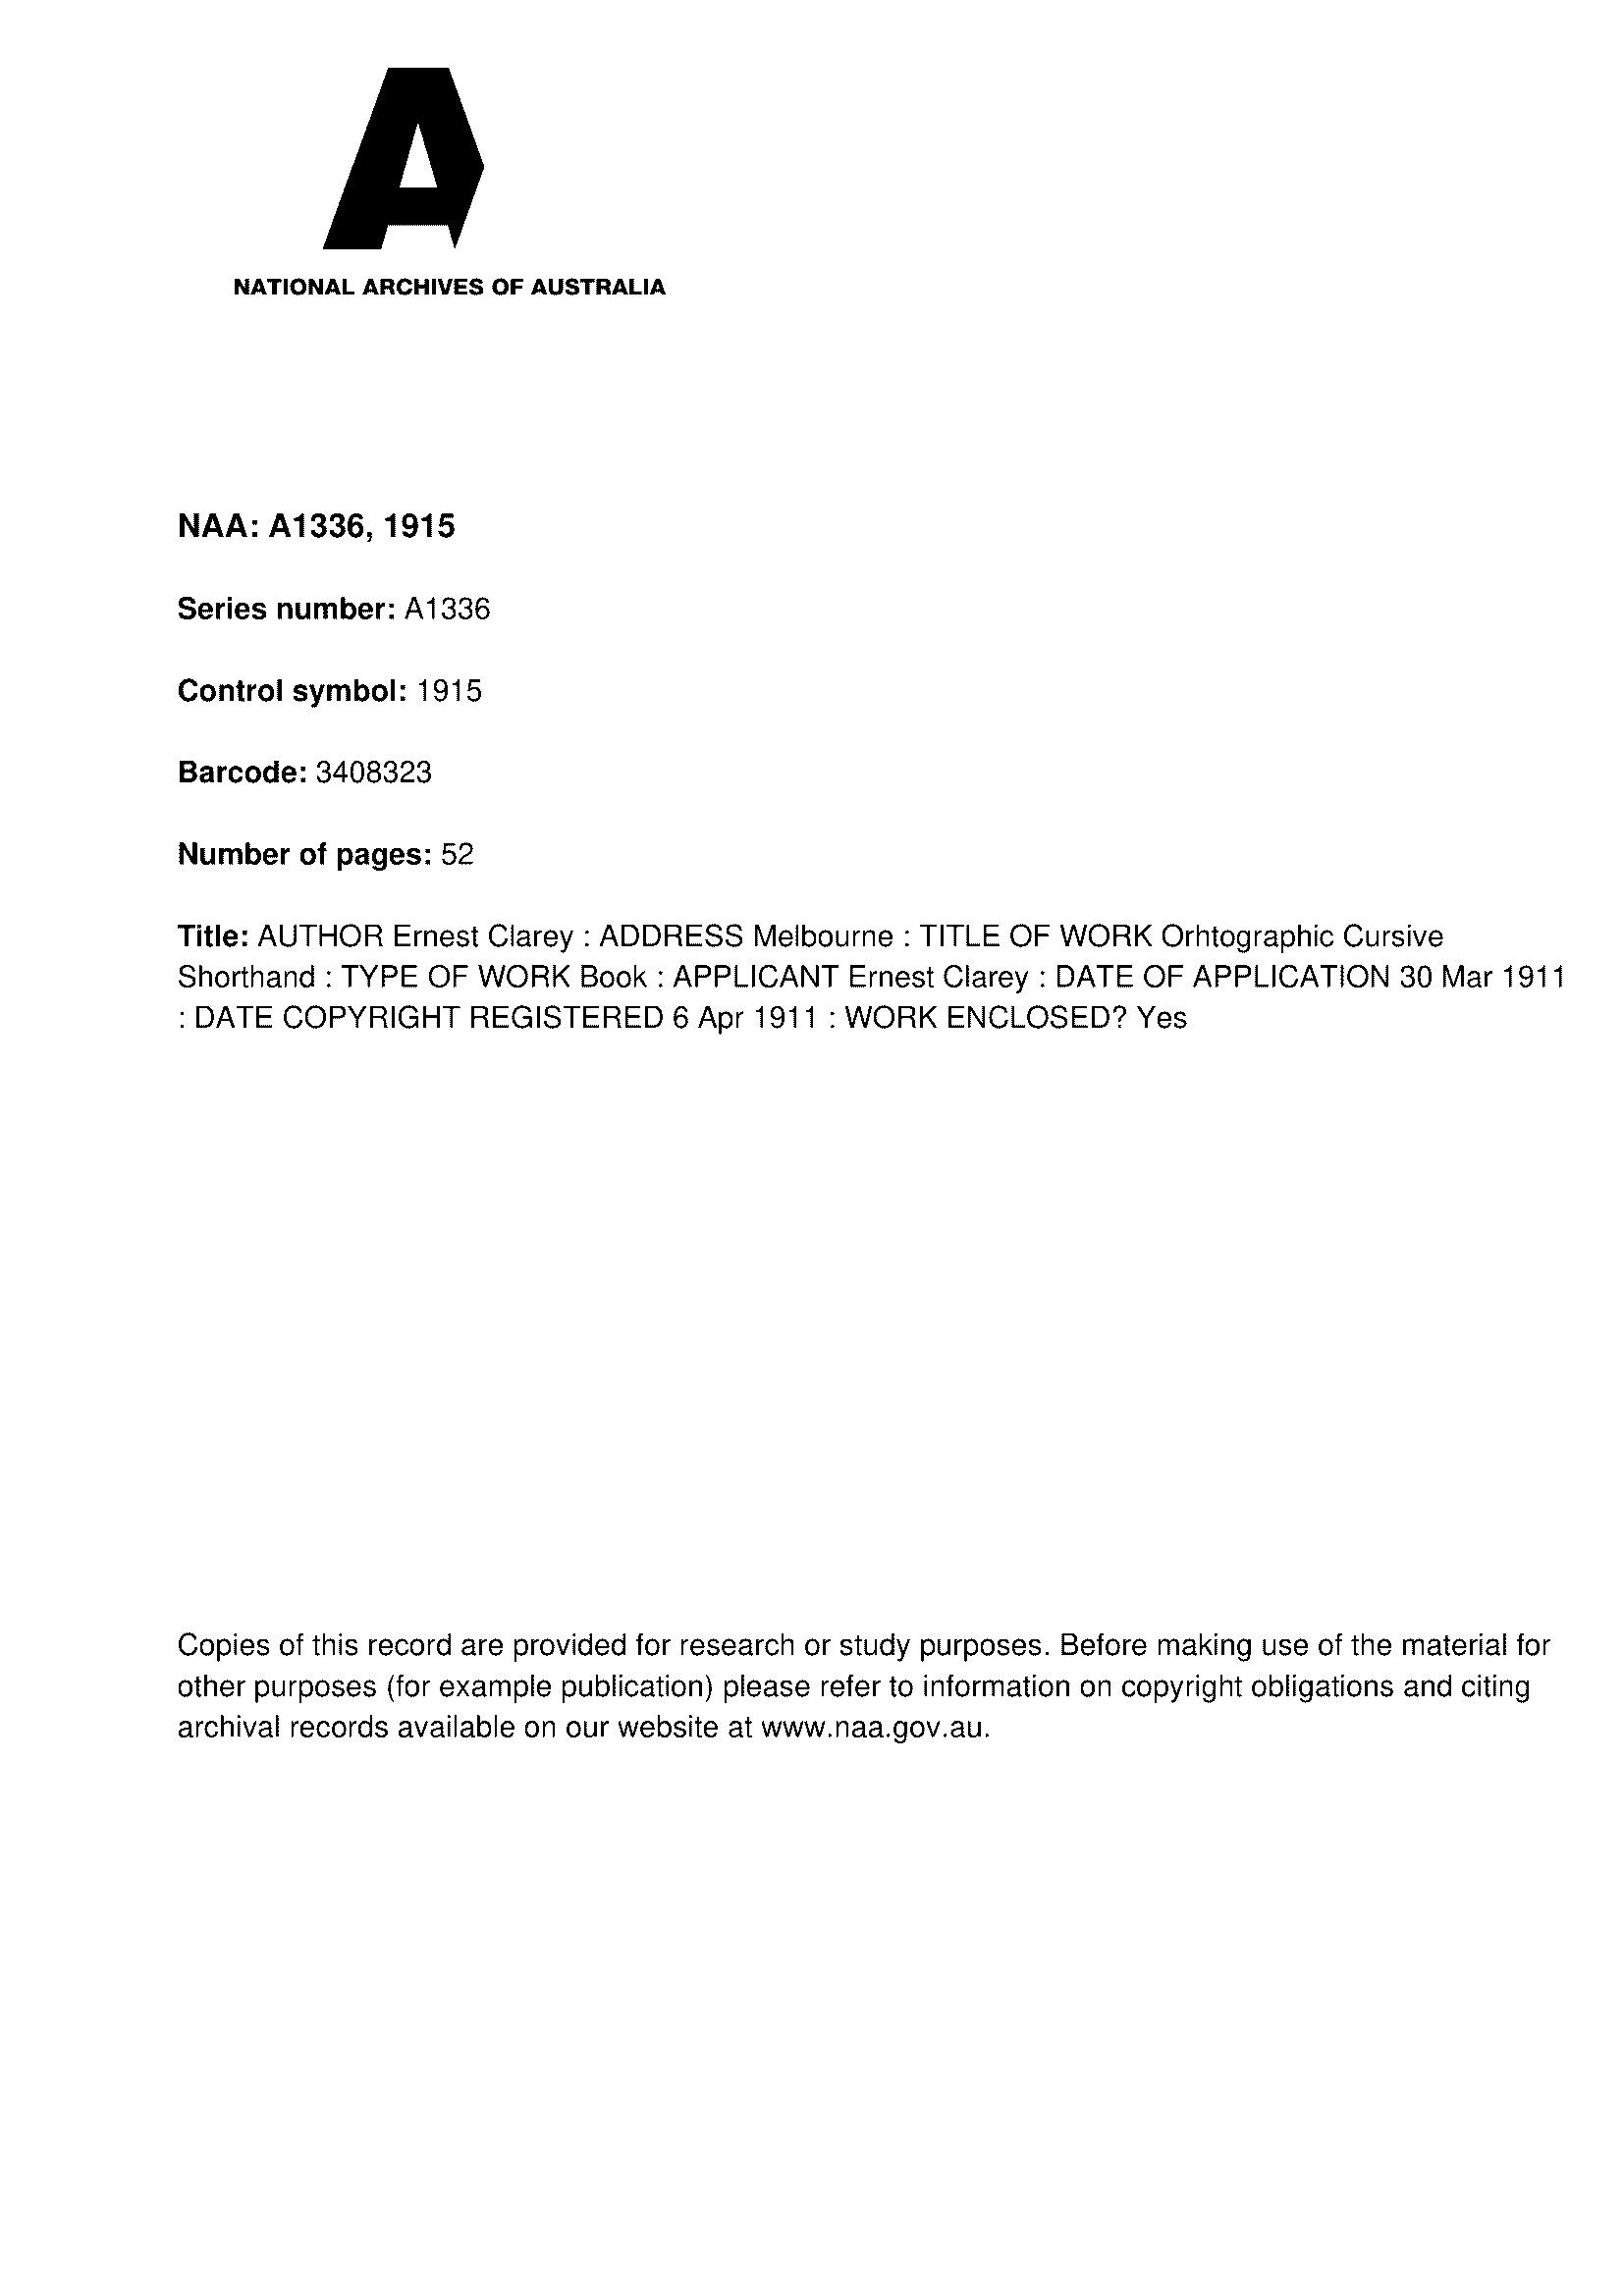 NATIONAL ARCHIVES OF AUSTRALIA
NAA: A1336, 1915
Series number: A1336
Control symbol: 1915
Barcode: 3408323
Number of pages: 52
Title: AUTHOR Ernest Clarey : ADDRESS Melbourne : TITLE OF WORK Orhtographic Cursive
Shorthand : TYPE OF WORK Book : APPLICANT Ernest Clarey : DATE OF APPLICATION 30 Mar 1911
: DATE COPYRIGHT REGISTERED 6 Apr 1911 : WORK ENCLOSED? Yes
Copies of this record are provided for research or study purposes. Before making use of the material for
other purposes (for example publication) please refer to information on copyright obligations and citing
archival records available on our website at www.naa.gov.au.